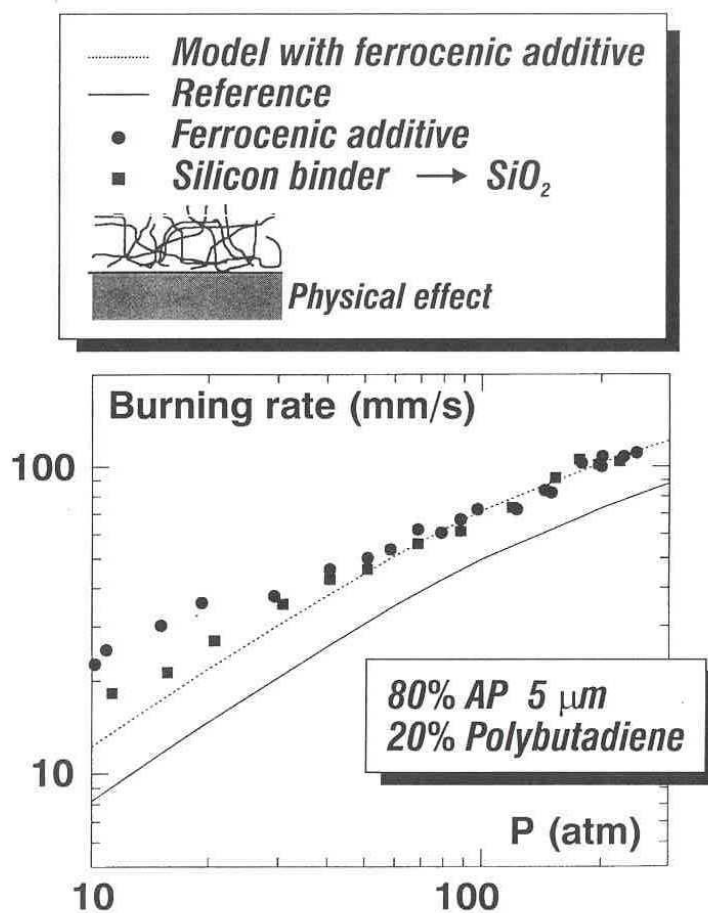 Model with ferrocenic additive
Reference
Ferrocenic additive
Silicon binder → SiO₂
Physical effect
Burning rate (mm/s)
100
10
80% AP 5 μm
20% Polybutadiene
P (atm)
10
100